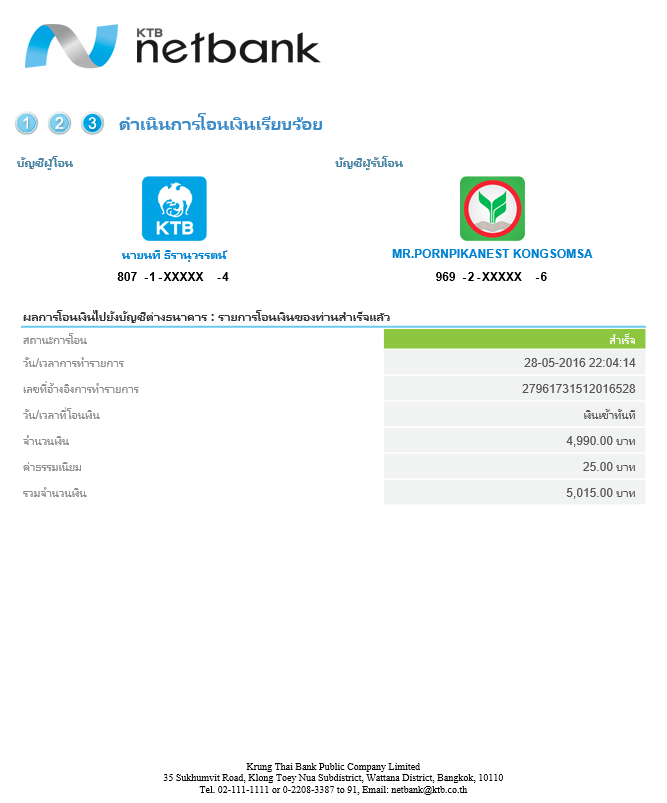 KTB
netbank
1 2 3 ดำเนินการโอนเงินเรียบร้อย
บัญชีผู้โอน บัญชีผู้รับโอน
KTB
นายนที ธีรานุวรรตน์ MR.PORNPIKANEST KONGSOMSA
807 -1-XXXXX -4 969 -2-XXXXX -6
ผลการโอนเงินไปยังบัญชีต่างธนาคาร : รายการโอนเงินของท่านสำเร็จแล้ว
สถานะการโอน สำเร็จ
วัน/เวลาการทำรายการ 28-05-2016 22:04:14
เลขที่อ้างอิงการทำรายการ 27961731512016528
วัน/เวลาที่โอนเงิน เงินเข้าทันที
จำนวนเงิน 4,990.00 บาท
ค่าธรรมเนียม 25.00 บาท
รวมจำนวนเงิน 5,015.00 บาท
Krung Thai Bank Public Company Limited
35 Sukhumvit Road, Klong Toey Nua Subdistrict, Wattana District, Bangkok, 10110
Tel. 02-111-1111 or 0-2208-3387 to 91, Email: netbank@ktb.co.th